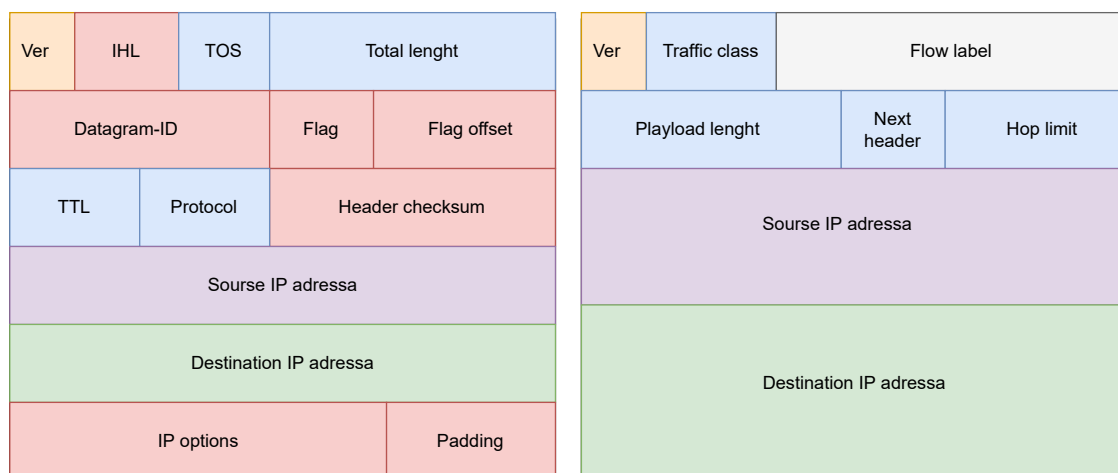 Ver
IHL
TOS
Total lenght
Datagram-ID
Flag
Flag offset
TTL
Protocol
Header checksum
Sourse IP adressa
Destination IP adressa
IP options
Padding
Ver
Traffic class
Flow label
Playload lenght
Next
header
Hop limit
Sourse IP adressa
Destination IP adressa